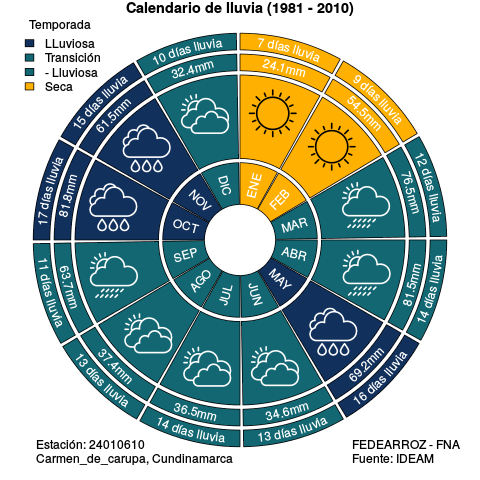 Calendario de lluvia (1981 - 2010)
Temporada
LLuviosa
Transición
- Lluviosa
Seca
7 días lluvia
24.1mm
ENE
9 días lluvia
54.5mm
FEB
12 días lluvia
76.5mm
MAR
14 días lluvia
81.5mm
ABR
16 días lluvia
69.2mm
MAY
13 días lluvia
34.6mm
JUN
14 días lluvia
36.5mm
JUL
13 días lluvia
37.4mm
AGO
11 días lluvia
63.7mm
SEP
17 días lluvia
81.8mm
OCT
15 días lluvia
61.5mm
NOV
10 días lluvia
32.4mm
DIC
Estación: 24010610
Carmen_de_carupa, Cundinamarca
FEDEARROZ - FNA
Fuente: IDEAM